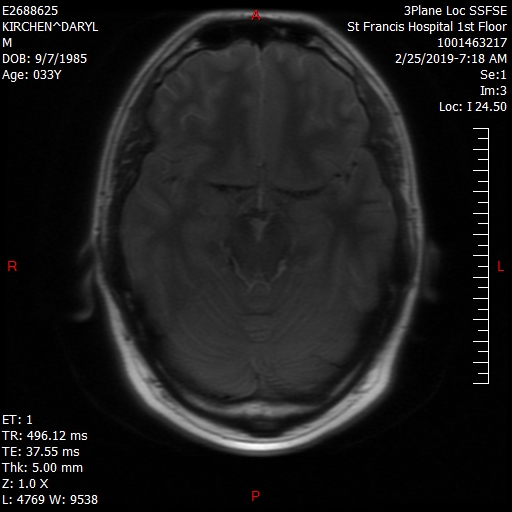 E2688625
KIRCHEN^DARYL
M
DOB: 9/7/1985
Age: 033Y
A
3Plane Loc SSFSE
St Francis Hospital 1st Floor
1001463217
2/25/2019-7:18 AM
Se:1
Im:3
Loc: I 24.50
R
L
ET: 1
TR: 496.12 ms
TE: 37.55 ms
Thk: 5.00 mm
Z: 1.0 X
L: 4769 W: 9538
P